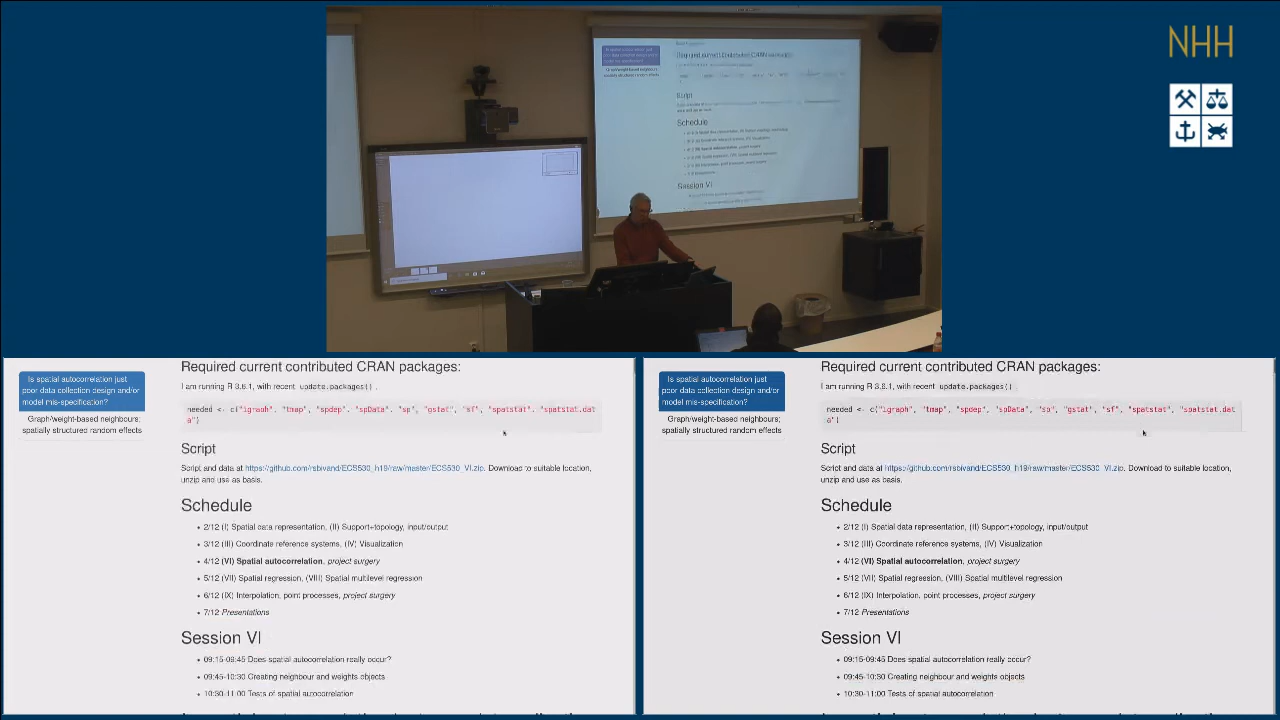 NHH
Required current contributed CRAN packages:
Script
Schedule
Session VI
Is spatial autocorrelation just
poor data collection design and/or
model mis-specification?
Graph/weight-based neighbours;
spatially structured random effects
Required current contributed CRAN packages:
I am running R 3.6.1, with recent update.packages() .
needed <- c("igraph", "tmap", "spdep", "spData", "sp", "gstat", "sf", "spatstat", "spatstat.dat
a")
Script
Script and data at https://github.com/rsbivand/ECS530_h19/raw/master/ECS530_VI.zip. Download to suitable location,
unzip and use as basis.
Schedule
• 2/12 (I) Spatial data representation, (II) Support+topology, input/output
• 3/12 (III) Coordinate reference systems, (IV) Visualization
• 4/12 (VI) Spatial autocorrelation, project surgery
• 5/12 (VII) Spatial regression, (VIII) Spatial multilevel regression
• 6/12 (IX) Interpolation, point processes, project surgery
• 7/12 Presentations
Session VI
• 09:15-09:45 Does spatial autocorrelation really occur?
• 09:45-10:30 Creating neighbour and weights objects
• 10:30-11:00 Tests of spatial autocorrelation
Is spatial autocorrelation just
poor data collection design and/or
model mis-specification?
Graph/weight-based neighbours;
spatially structured random effects
Required current contributed CRAN packages:
I am running R 3.6.1, with recent update.packages() .
needed <- c("igraph", "tmap", "spdep", "spData", "sp", "gstat", "sf", "spatstat", "spatstat.dat
a")
Script
Script and data at https://github.com/rsbivand/ECS530_h19/raw/master/ECS530_VI.zip. Download to suitable location,
unzip and use as basis.
Schedule
• 2/12 (I) Spatial data representation, (II) Support+topology, input/output
• 3/12 (III) Coordinate reference systems, (IV) Visualization
• 4/12 (VI) Spatial autocorrelation, project surgery
• 5/12 (VII) Spatial regression, (VIII) Spatial multilevel regression
• 6/12 (IX) Interpolation, point processes, project surgery
• 7/12 Presentations
Session VI
• 09:15-09:45 Does spatial autocorrelation really occur?
• 09:45-10:30 Creating neighbour and weights objects
• 10:30-11:00 Tests of spatial autocorrelation